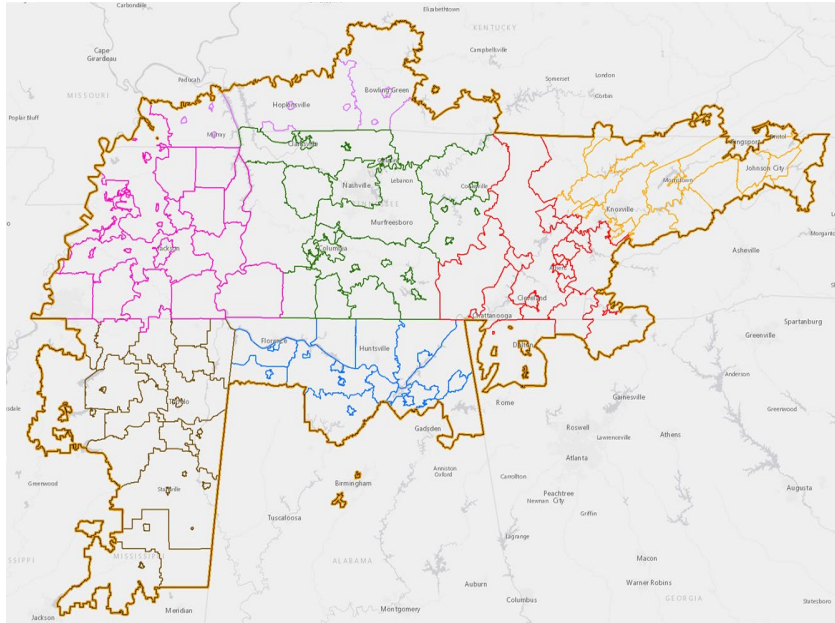 Carbondale
Elizabethtown
KENTUCKY
Cape
Girardeau
Campbellsville
Paducah
Somerset
London
MISSOURI
Bowling Green
Corbin
Hopkinsville
Poplar Bluff
Murray
Clarksville
Kingsport
Bristol
Johnson City
Nashville
Lebanon
Cookeville
Morristown
Knoxville
Murfreesboro
Jackson
Columbia
Asheville
Athens
Cleveland
Chattanooga
Spartanburg
Florence
Huntsville
Dalton
Greenville
Anderson
Rome
Gainesville
Tupelo
Greenwood
Gadsden
Roswell
Lawrenceville
Athens
Atlanta
Anniston
Oxford
Carrollton
Greenwood
Birmingham
Starkville
Peachtree
City
Newnan
Augusta
Griffin
Tuscaloosa
Lagrange
MISSISSIPPI
ALABAMA
Macon
Auburn
Warner Robins
Columbus
GEORGIA
Statesboro
Jackson
Meridian
Montgomery